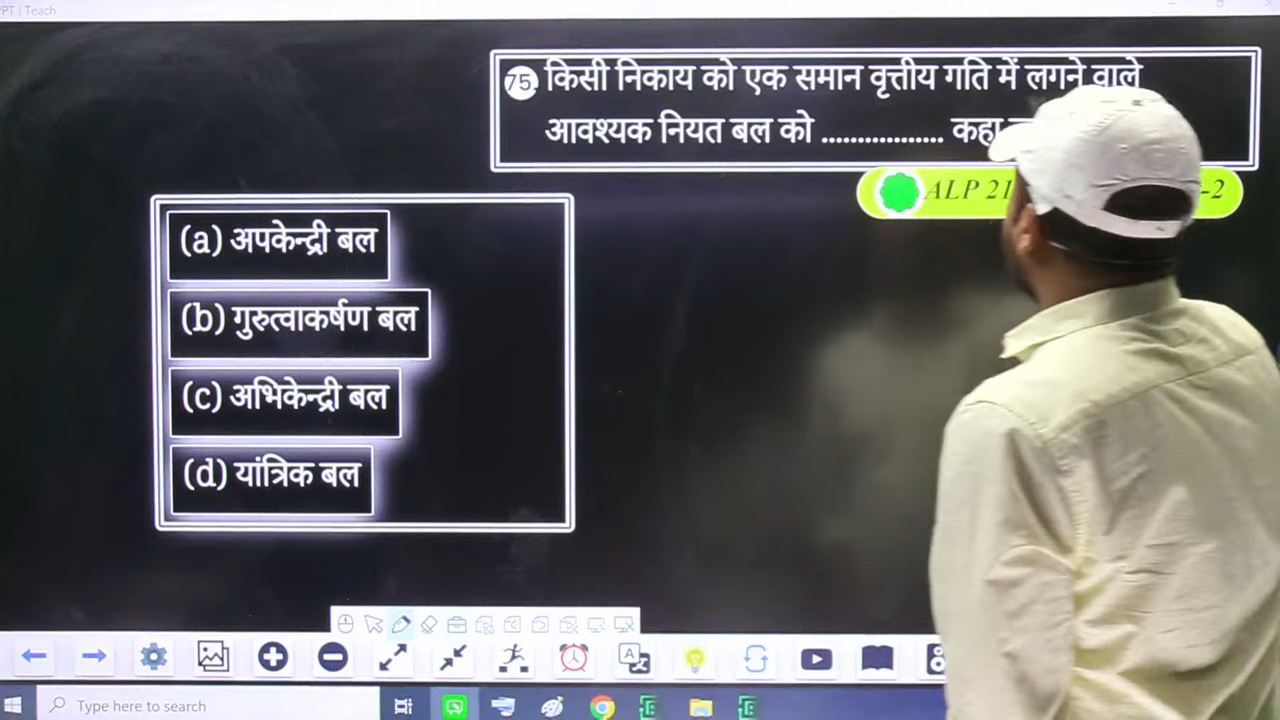 PPT | Teach
75. किसी निकाय को एक समान वृत्तीय गति में लगने वाले
आवश्यक नियत बल को ................. कहा
ALP 21
-2
(a) अपकेन्द्री बल
(b) गुरुत्वाकर्षण बल
(c) अभिकेन्द्री बल
(d) यांत्रिक बल
Type here to search